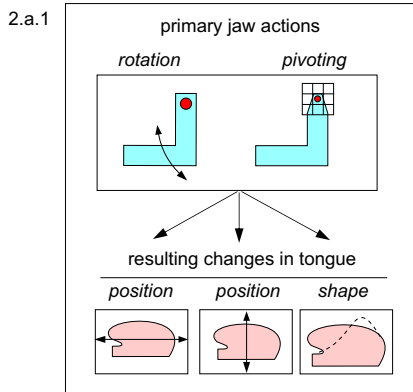 2.a.1
primary jaw actions
rotation pivoting
resulting changes in tongue
position position shape